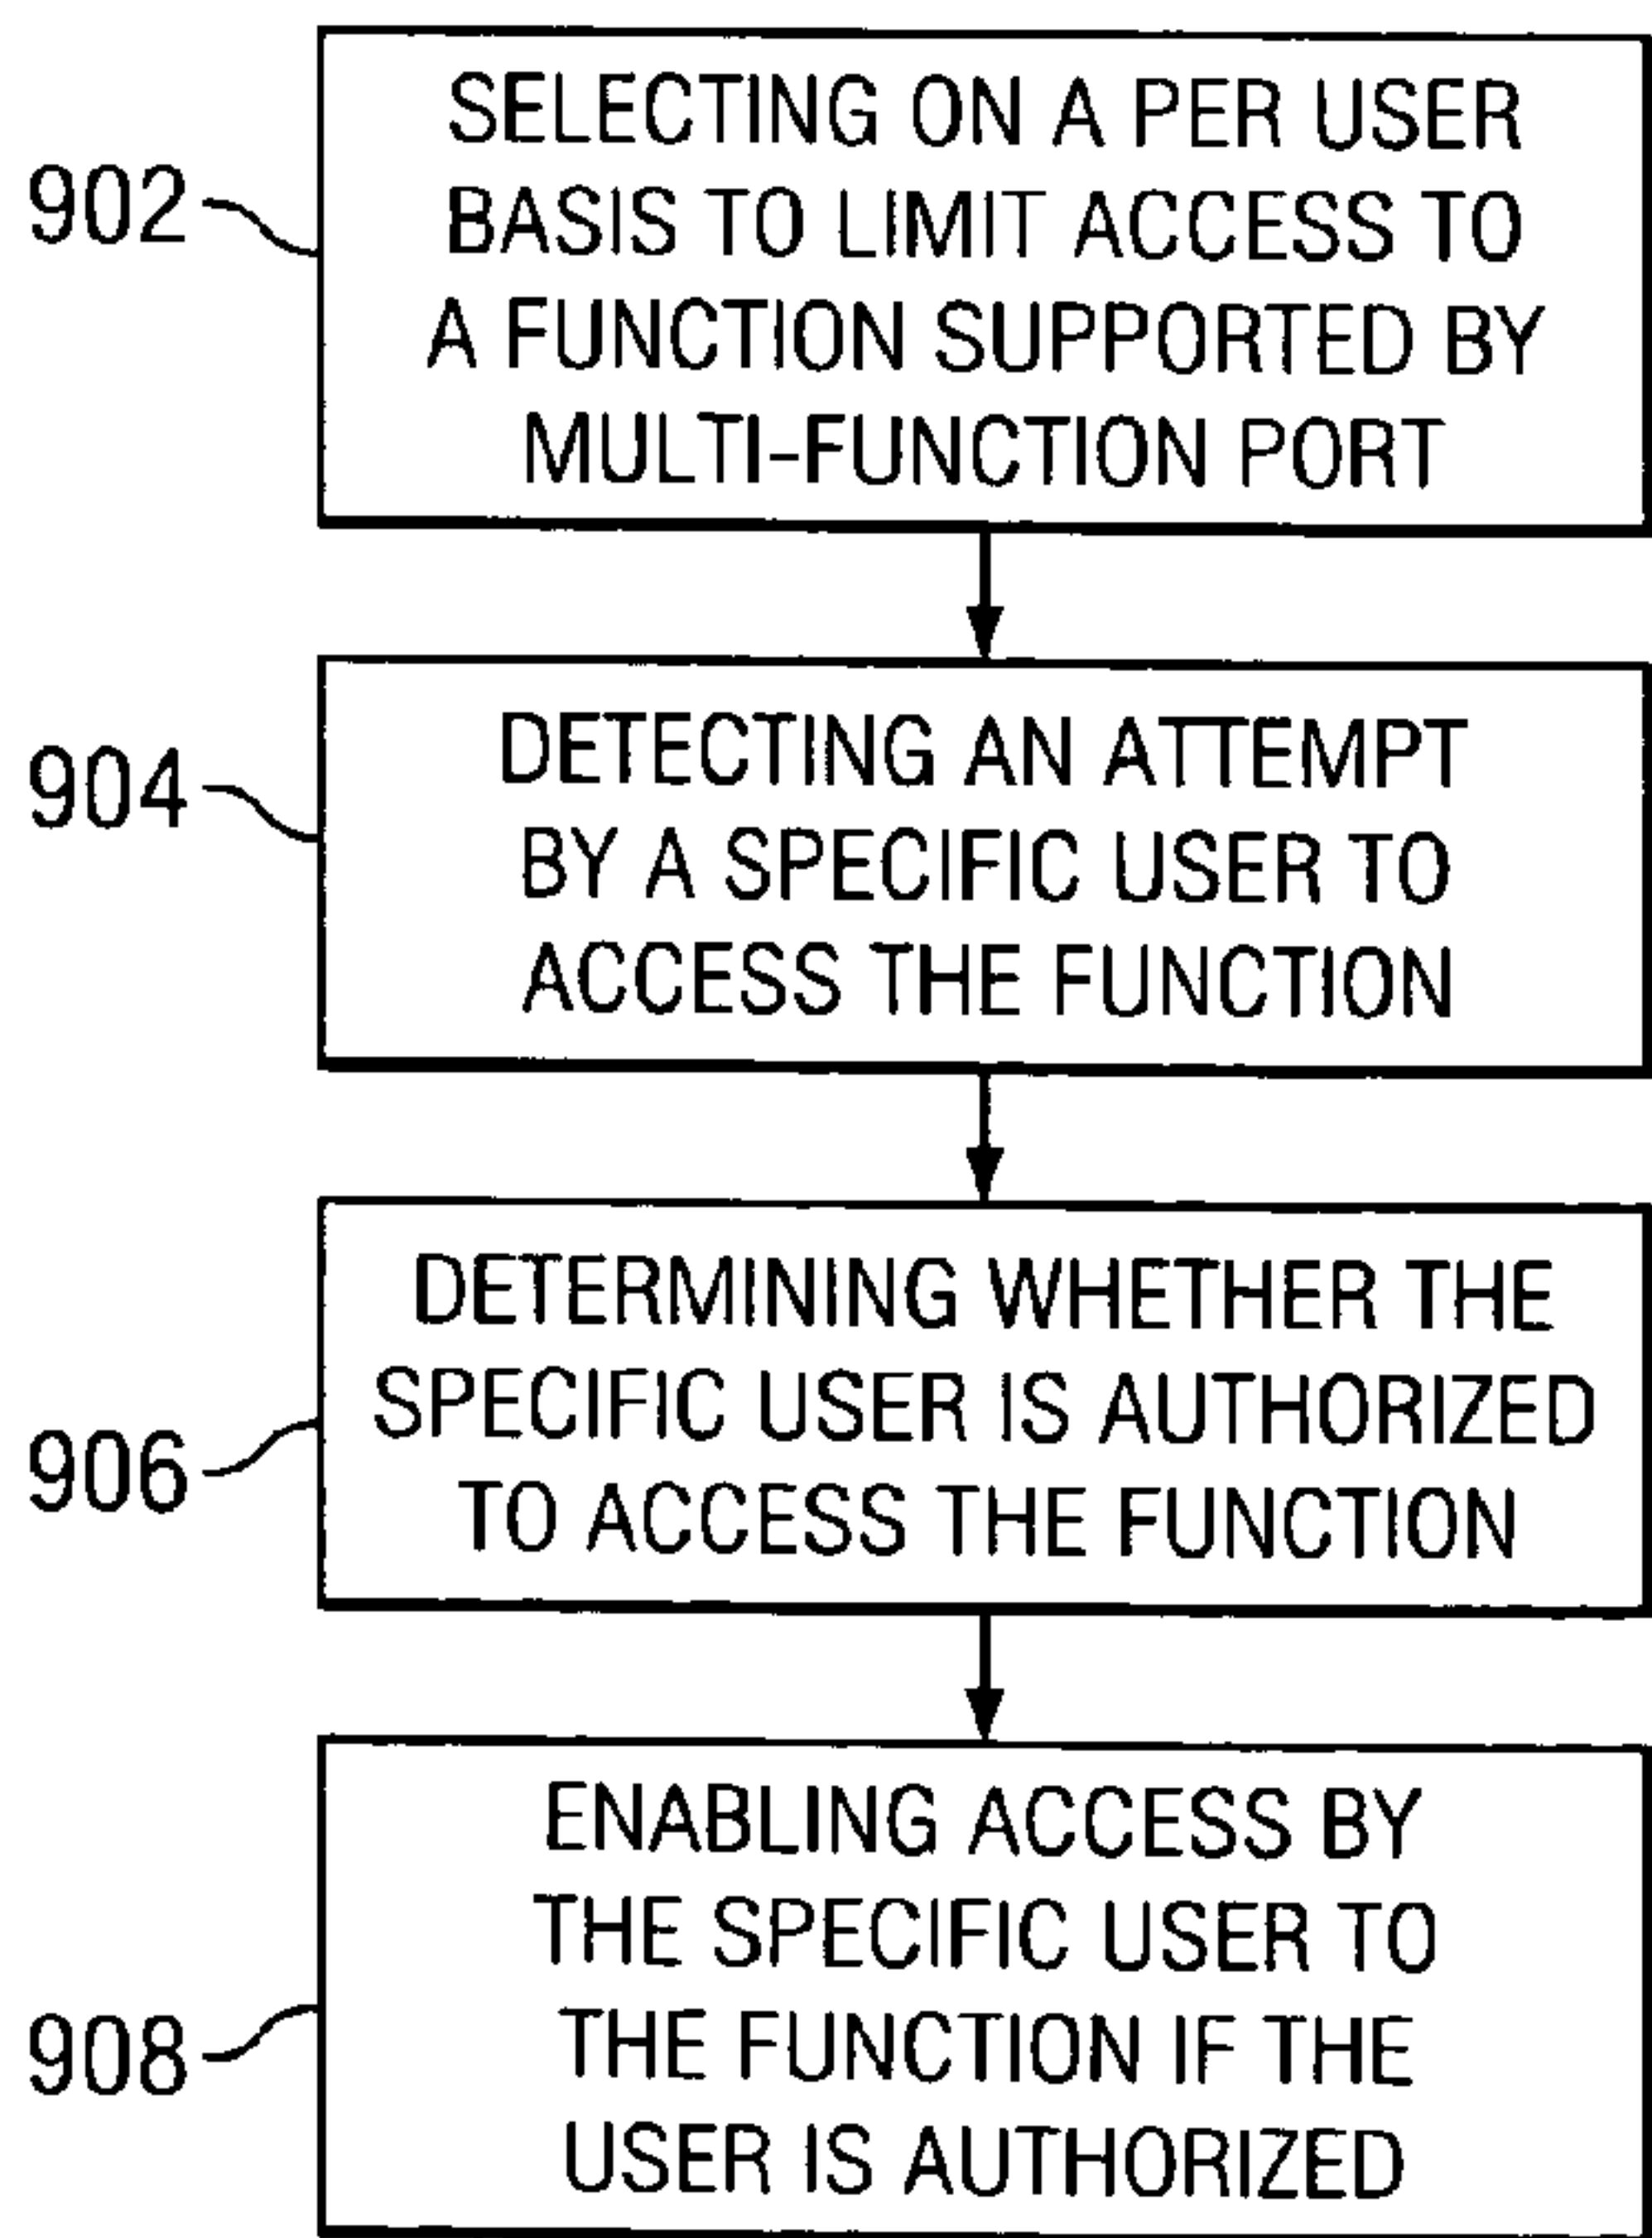 902
SELECTING ON A PER USER
BASIS TO LIMIT ACCESS TO
A FUNCTION SUPPORTED BY
MULTI-FUNCTION PORT
904
DETECTING AN ATTEMPT
BY A SPECIFIC USER TO
ACCESS THE FUNCTION
906
DETERMINING WHETHER THE
SPECIFIC USER IS AUTHORIZED
TO ACCESS THE FUNCTION
908
ENABLING ACCESS BY
THE SPECIFIC USER TO
THE FUNCTION IF THE
USER IS AUTHORIZED